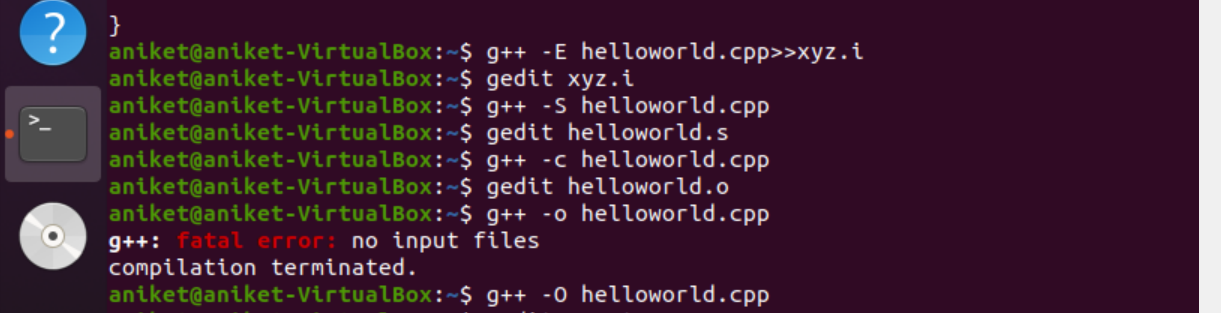 }
aniket@aniket-VirtualBox:~$ g++ -E helloworld.cpp>>xyz.i
aniket@aniket-VirtualBox:~$ gedit xyz.i
aniket@aniket-VirtualBox:~$ g++ -S helloworld.cpp
aniket@aniket-VirtualBox:~$ gedit helloworld.s
aniket@aniket-VirtualBox:~$ g++ -c helloworld.cpp
aniket@aniket-VirtualBox:~$ gedit helloworld.o
aniket@aniket-VirtualBox:~$ g++ -o helloworld.cpp
g++: fatal error: no input files
compilation terminated.
aniket@aniket-VirtualBox:~$ g++ -O helloworld.cpp